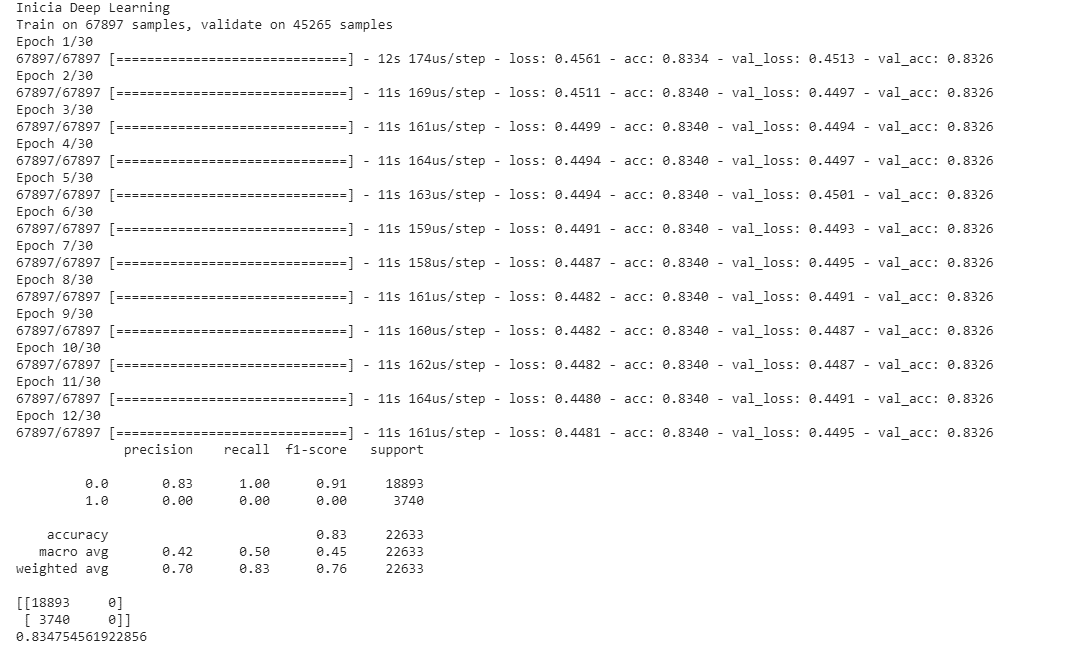 Inicia Deep Learning
Train on 67897 samples, validate on 45265 samples
Epoch 1/30
67897/67897 [==============================] - 12s 174us/step - loss: 0.4561 - acc: 0.8334 - val_loss: 0.4513 - val_acc: 0.8326
Epoch 2/30
67897/67897 [==============================] - 11s 169us/step - loss: 0.4511 - acc: 0.8340 - val_loss: 0.4497 - val_acc: 0.8326
Epoch 3/30
67897/67897 [==============================] - 11s 161us/step - loss: 0.4499 - acc: 0.8340 - val_loss: 0.4494 - val_acc: 0.8326
Epoch 4/30
67897/67897 [==============================] - 11s 164us/step - loss: 0.4494 - acc: 0.8340 - val_loss: 0.4497 - val_acc: 0.8326
Epoch 5/30
67897/67897 [==============================] - 11s 163us/step - loss: 0.4494 - acc: 0.8340 - val_loss: 0.4501 - val_acc: 0.8326
Epoch 6/30
67897/67897 [==============================] - 11s 159us/step - loss: 0.4491 - acc: 0.8340 - val_loss: 0.4493 - val_acc: 0.8326
Epoch 7/30
67897/67897 [==============================] - 11s 158us/step - loss: 0.4487 - acc: 0.8340 - val_loss: 0.4495 - val_acc: 0.8326
Epoch 8/30
67897/67897 [==============================] - 11s 161us/step - loss: 0.4482 - acc: 0.8340 - val_loss: 0.4491 - val_acc: 0.8326
Epoch 9/30
67897/67897 [==============================] - 11s 160us/step - loss: 0.4482 - acc: 0.8340 - val_loss: 0.4487 - val_acc: 0.8326
Epoch 10/30
67897/67897 [==============================] - 11s 162us/step - loss: 0.4482 - acc: 0.8340 - val_loss: 0.4487 - val_acc: 0.8326
Epoch 11/30
67897/67897 [==============================] - 11s 164us/step - loss: 0.4480 - acc: 0.8340 - val_loss: 0.4491 - val_acc: 0.8326
Epoch 12/30
67897/67897 [==============================] - 11s 161us/step - loss: 0.4481 - acc: 0.8340 - val_loss: 0.4495 - val_acc: 0.8326
              precision    recall  f1-score   support
         0.0       0.83      1.00      0.91     18893
         1.0       0.00      0.00      0.00      3740
    accuracy                           0.83     22633
   macro avg       0.42      0.50      0.45     22633
weighted avg       0.70      0.83      0.76     22633
[[18893     0]
 [ 3740     0]]
0.834754561922856